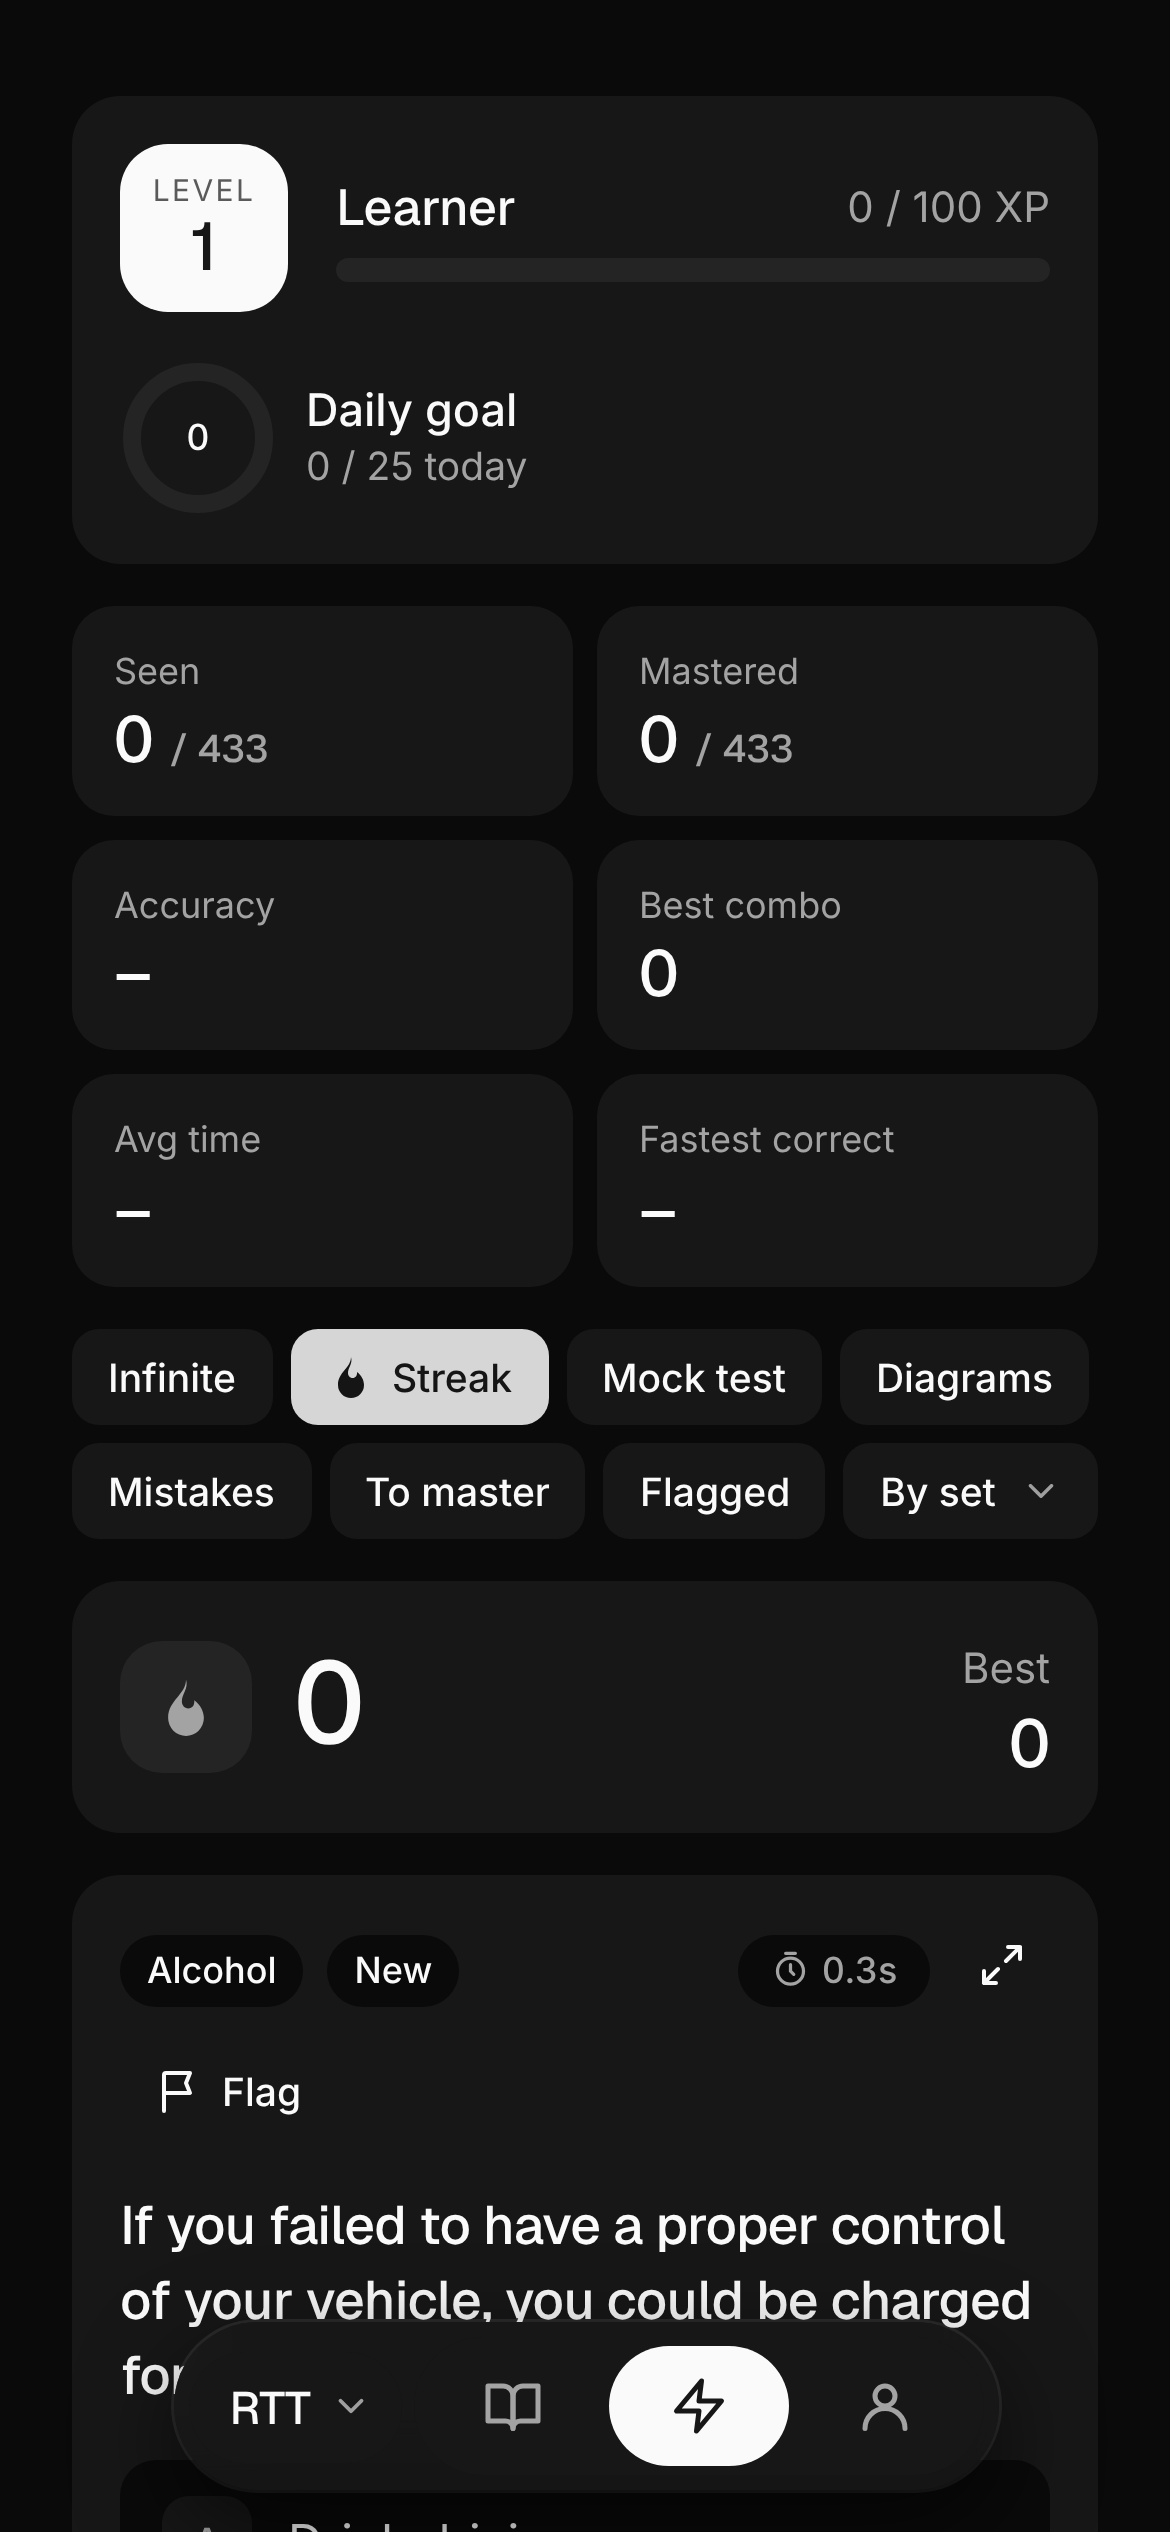 LEVEL
1
Learner
0 / 100 XP
0
Daily goal
0 / 25 today
Seen
0 / 433
Mastered
0 / 433
Accuracy
–
Best combo
0
Avg time
–
Fastest correct
–
Infinite
Streak
Mock test
Diagrams
Mistakes
To master
Flagged
By set
0
Best
0
Alcohol
New
0.3s
Flag
If you failed to have a proper control
of your vehicle, you could be charged
for
RTT